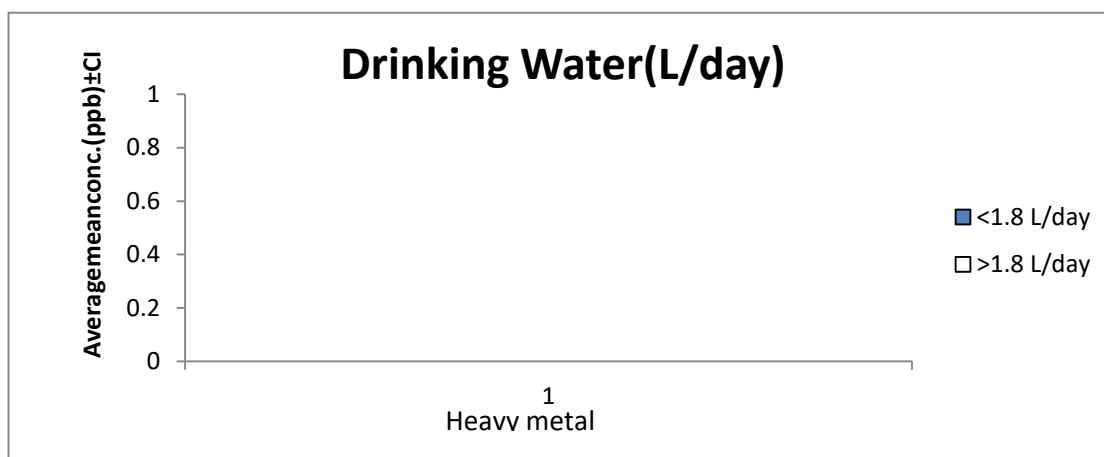 Drinking Water(L/day)
Averagemeanconc.(ppb)±CI
1
0.8
0.6
0.4
0.2
0
1
Heavy metal
<1.8 L/day
>1.8 L/day